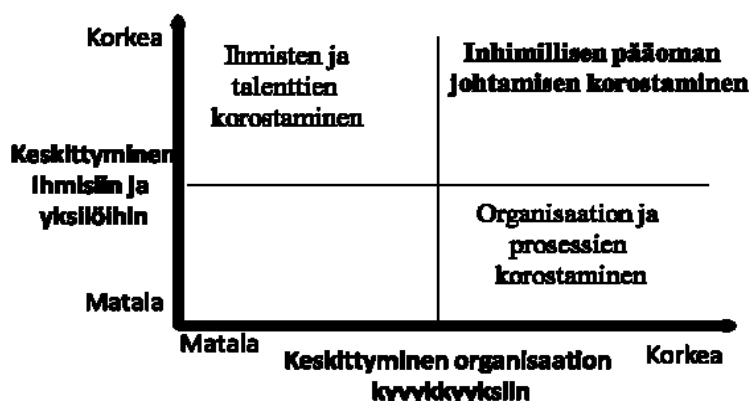 Korkea
Ihmisten ja
talenttien
korostaminen
Inhimillisen pääoman
johtamisen korostaminen
Keskittyminen
ihmisiin ja
yksilöihin
Organisaation ja
prosessien
korostaminen
Matala
Matala
Keskittyminen organisaation
kyvykkyyksiin
Korkea